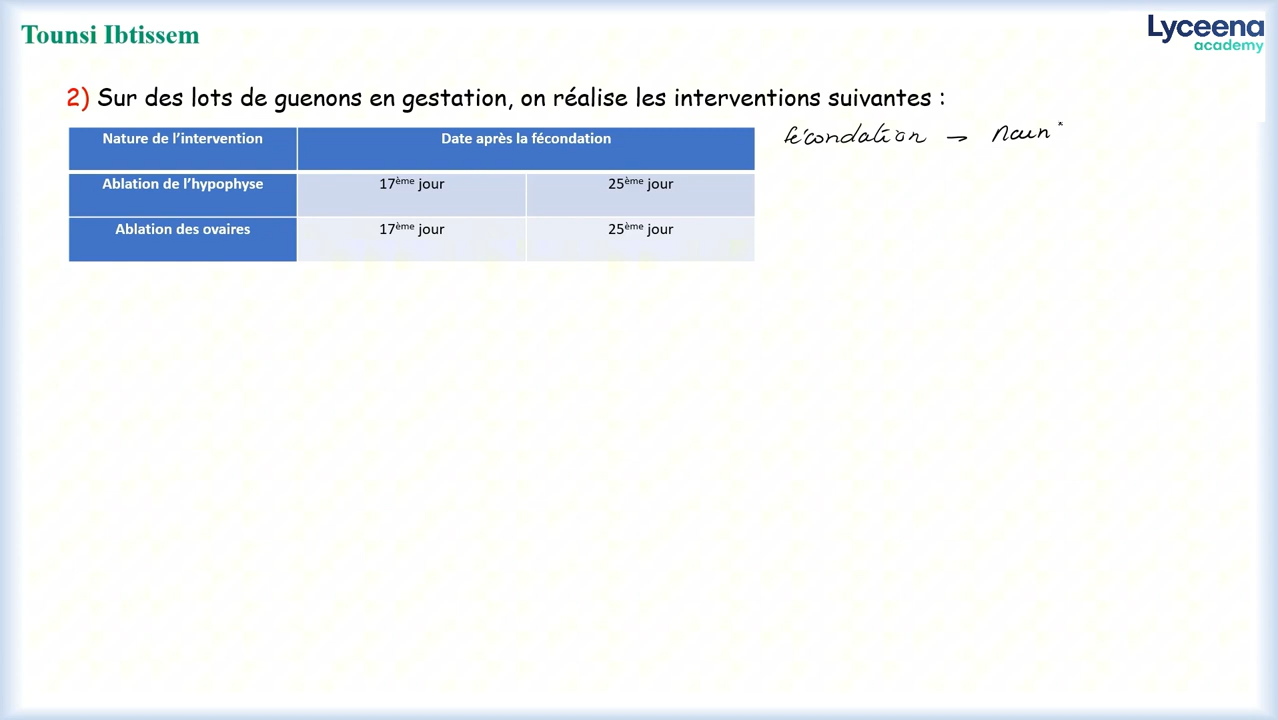 Tounsi Ibtissem
Lyceena
academy
2) Sur des lots de guenons en gestation, on réalise les interventions suivantes :
Nature de l'intervention Date après la fécondation
Ablation de l'hypophyse 17ème jour 25ème jour
Ablation des ovaires 17ème jour 25ème jour
fécondation →